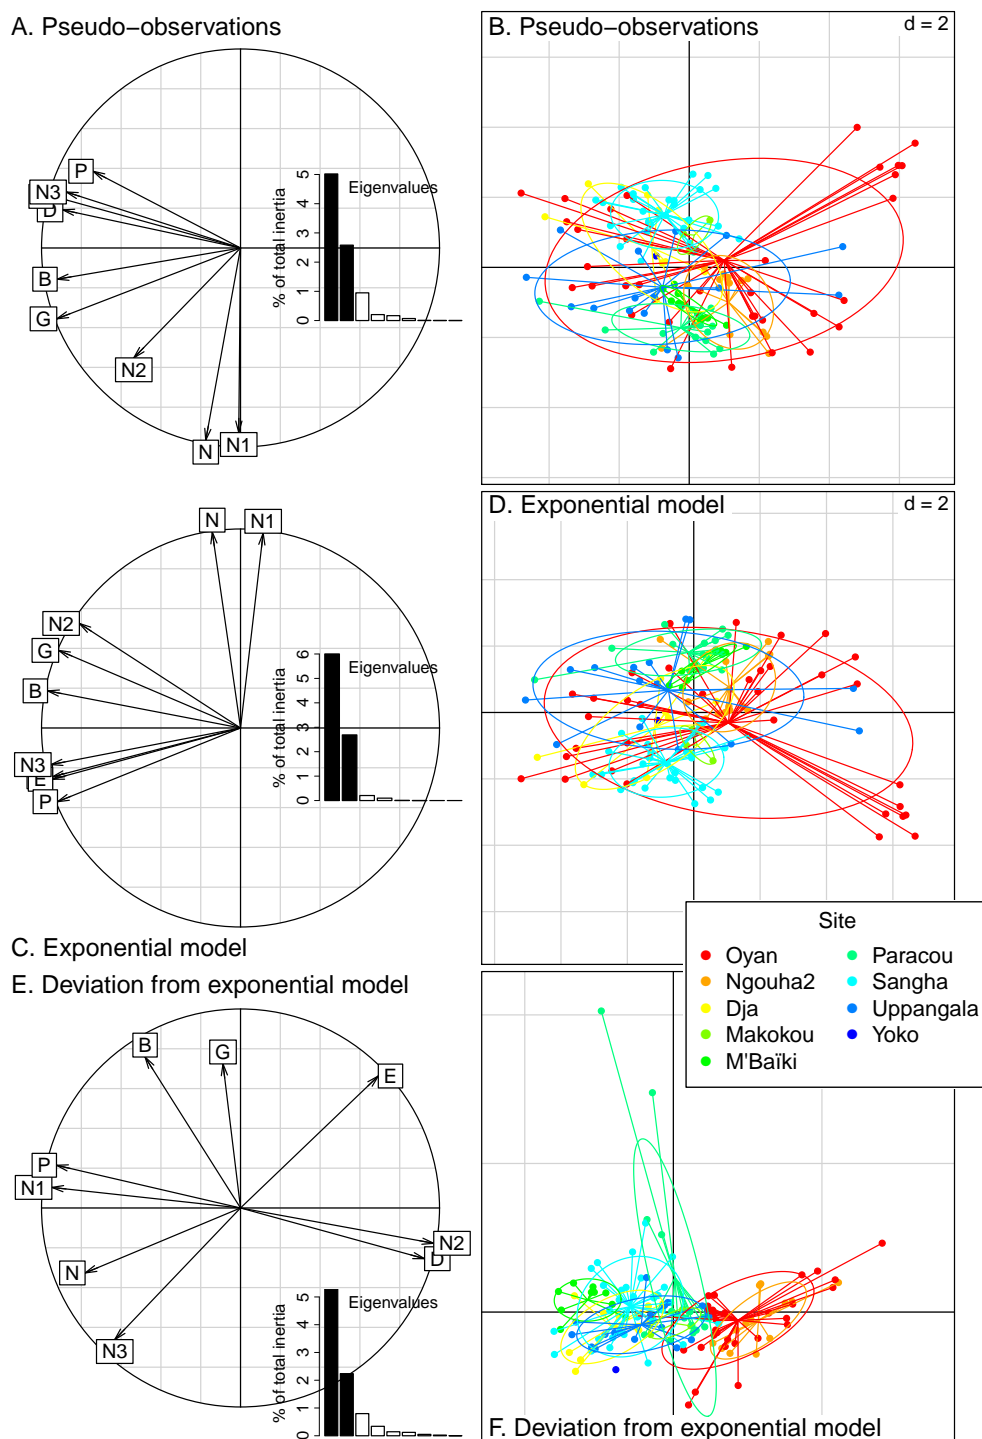 A. Pseudo−observations
P
N3
D
B
G
N2
N
N1
Eigenvalues
% of total inertia
0 1 2 3 4 5
B. Pseudo−observations
d = 2
N
N1
N2
G
B
N3
E
P
Eigenvalues
% of total inertia
0 1 2 3 4 5 6
C. Exponential model
D. Exponential model
d = 2
Site
Oyan
Ngouha2
Dja
Makokou
M'Baïki
Paracou
Sangha
Uppangala
Yoko
E. Deviation from exponential model
B
G
E
P
N1
N2
D
N
N3
Eigenvalues
% of total inertia
0 1 2 3 4 5
F. Deviation from exponential model